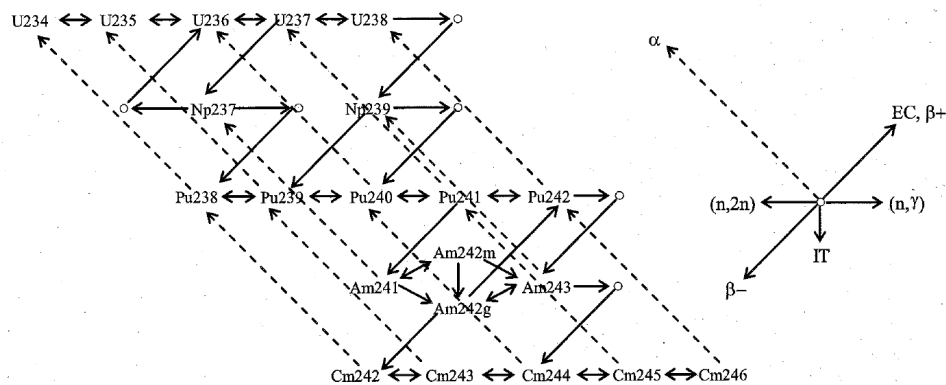 U234 U235 U236 U237 U238
α
Np237 Np239
EC, β+
Pu238 Pu239 Pu240 Pu241 Pu242
(n,2n) (n,γ)
IT
Am242m
Am241 Am243
β−
Am242g
Cm242 Cm243 Cm244 Cm245 Cm246